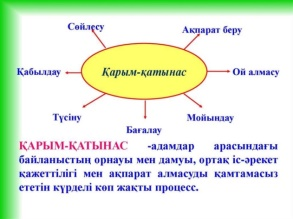 Сөйлесу
Ақпарат беру
Қабылдау
Қарым-қатынас
Ой алмасу
Түсіну
Мойындау
Бағалау
ҚАРЫМ-ҚАТЫНАС -адамдар арасындағы
байланыстың орнауы мен дамуы, ортақ іс-әрекет
қажеттілігі мен ақпарат алмасуды қамтамасыз
ететін күрделі көп жақты процесс.